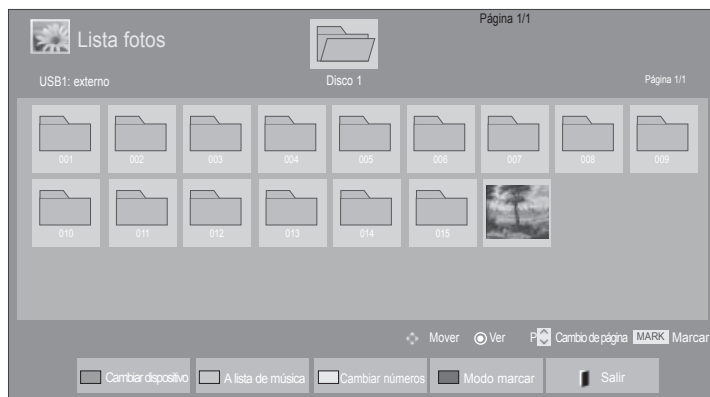 Página 1/1
Lista fotos
USB1: externo
Disco 1
Página 1/1
001 002 003 004 005 006 007 008 009
010 011 012 013 014 015
Mover Ver P Cambio de página MARK Marcar
Cambiar dispositivo A lista de música Cambiar números Modo marcar Salir